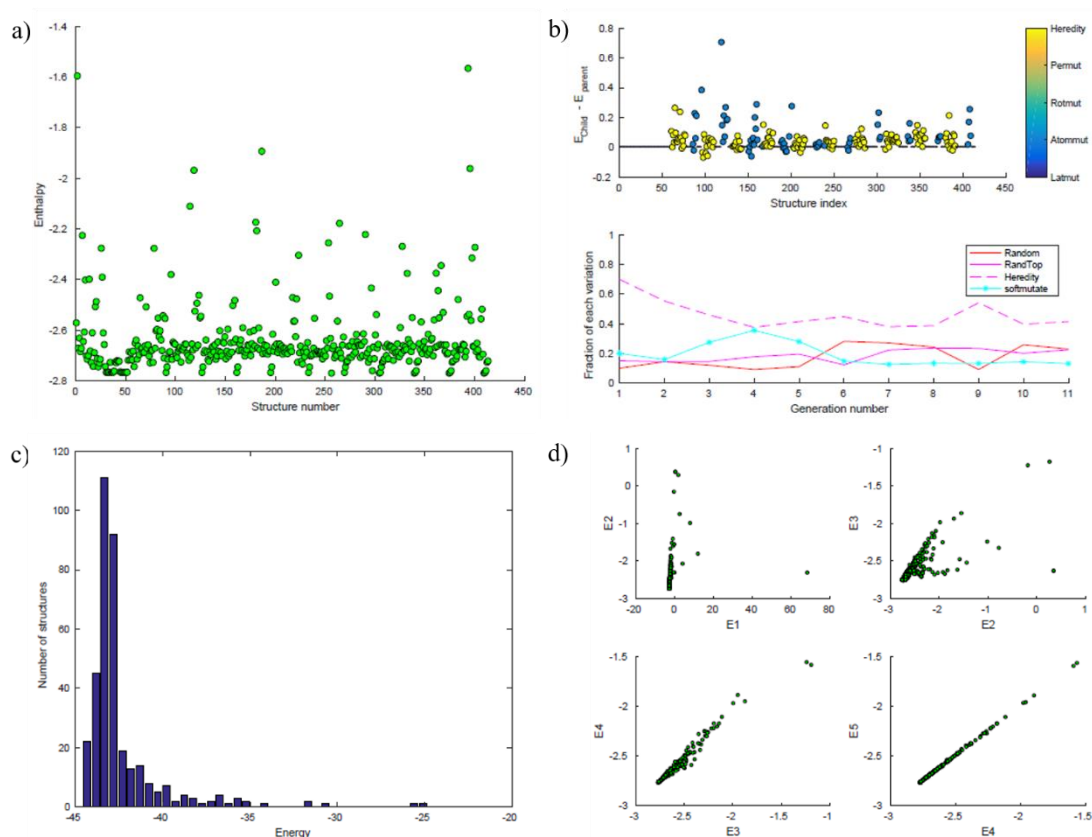 a)
-1.4
-1.6
-1.8
-2
-2.2
-2.4
-2.6
-2.8
Enthalpy
0 50 100 150 200 250 300 350 400 450
Structure number
b)
0.8
0.6
0.4
0.2
0
-0.2
E_Child - E_parent
0 50 100 150 200 250 300 350 400 450
Structure index
Heredity
Permut
Rotmut
Atommut
Latmut
1
0.8
0.6
0.4
0.2
0
Fraction of each variation
Random
RandTop
Heredity
softmutate
1 2 3 4 5 6 7 8 9 10 11
Generation number
c)
120
100
80
60
40
20
0
Number of structures
-45 -40 -35 -30 -25 -20
Energy
d)
1
0
-1
-2
-3
E2
-20 0 20 40 60 80
E1
-1
-1.5
-2
-2.5
-3
E3
-3 -2 -1 0 1
E2
-1.5
-2
-2.5
-3
E4
-3 -2.5 -2 -1.5 -1
E3
-1.5
-2
-2.5
-3
E5
-3 -2.5 -2 -1.5
E4